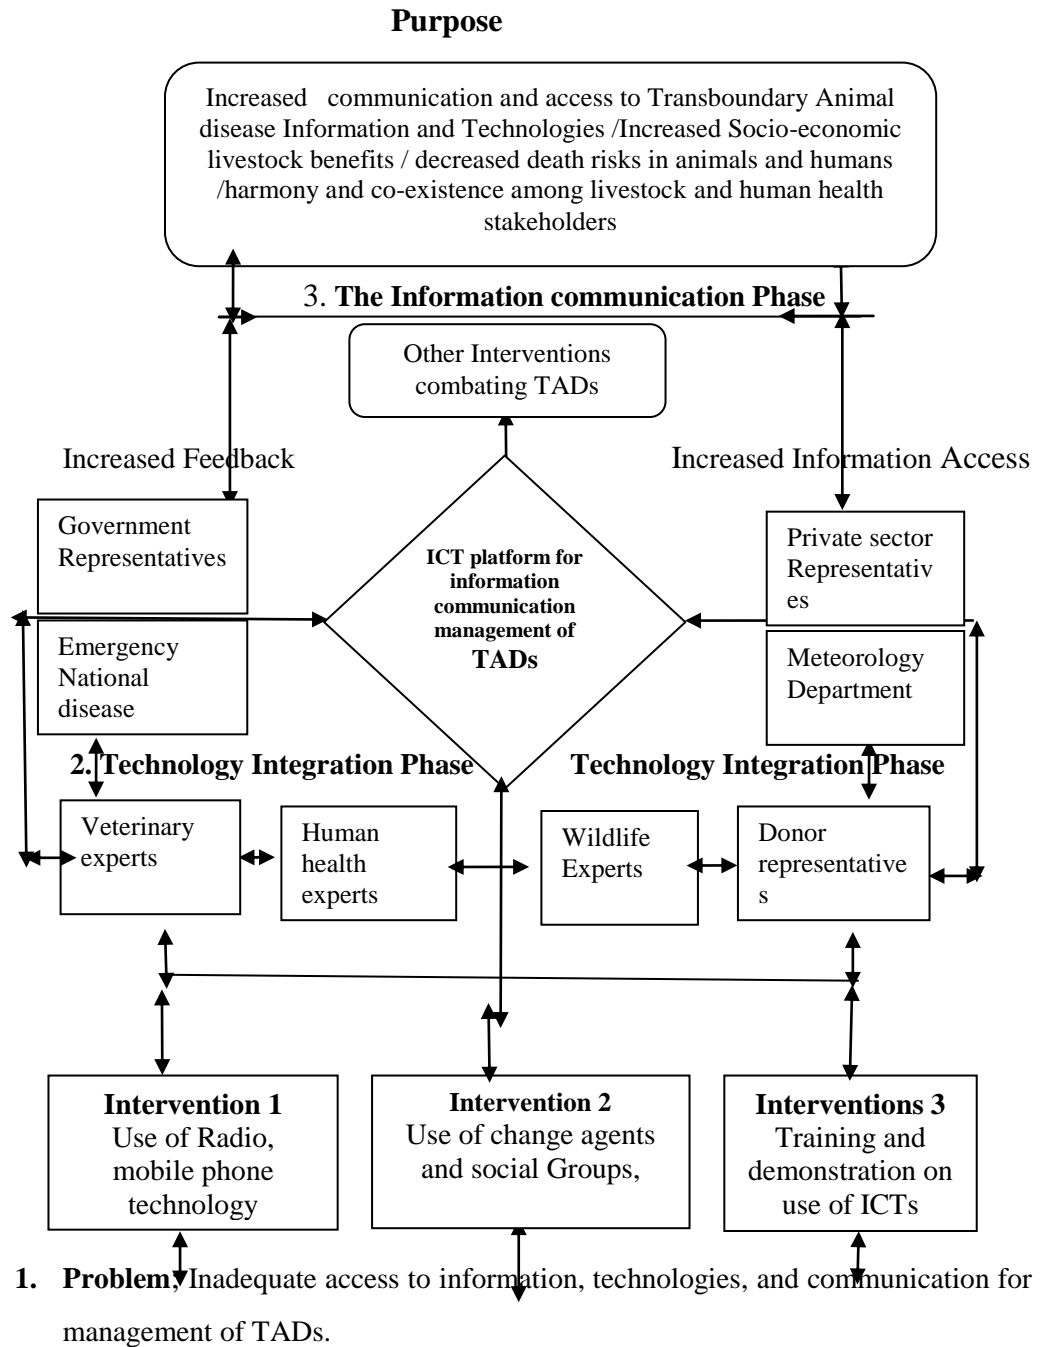 Purpose
Increased communication and access to Transboundary Animal
disease Information and Technologies /Increased Socio-economic
livestock benefits / decreased death risks in animals and humans
/harmony and co-existence among livestock and human health
stakeholders
3. The Information communication Phase
Other Interventions
combating TADs
Increased Feedback
Increased Information Access
Government
Representatives
Private sector
Representativ
es
ICT platform for
information
communication
management of
TADs
Emergency
National
disease
Meteorology
Department
2. Technology Integration Phase
Technology Integration Phase
Veterinary
experts
Human
health
experts
Wildlife
Experts
Donor
representative
s
Intervention 1
Use of Radio,
mobile phone
technology
Intervention 2
Use of change agents
and social Groups,
Interventions 3
Training and
demonstration on
use of ICTs
1. Problem; Inadequate access to information, technologies, and communication for
management of TADs.